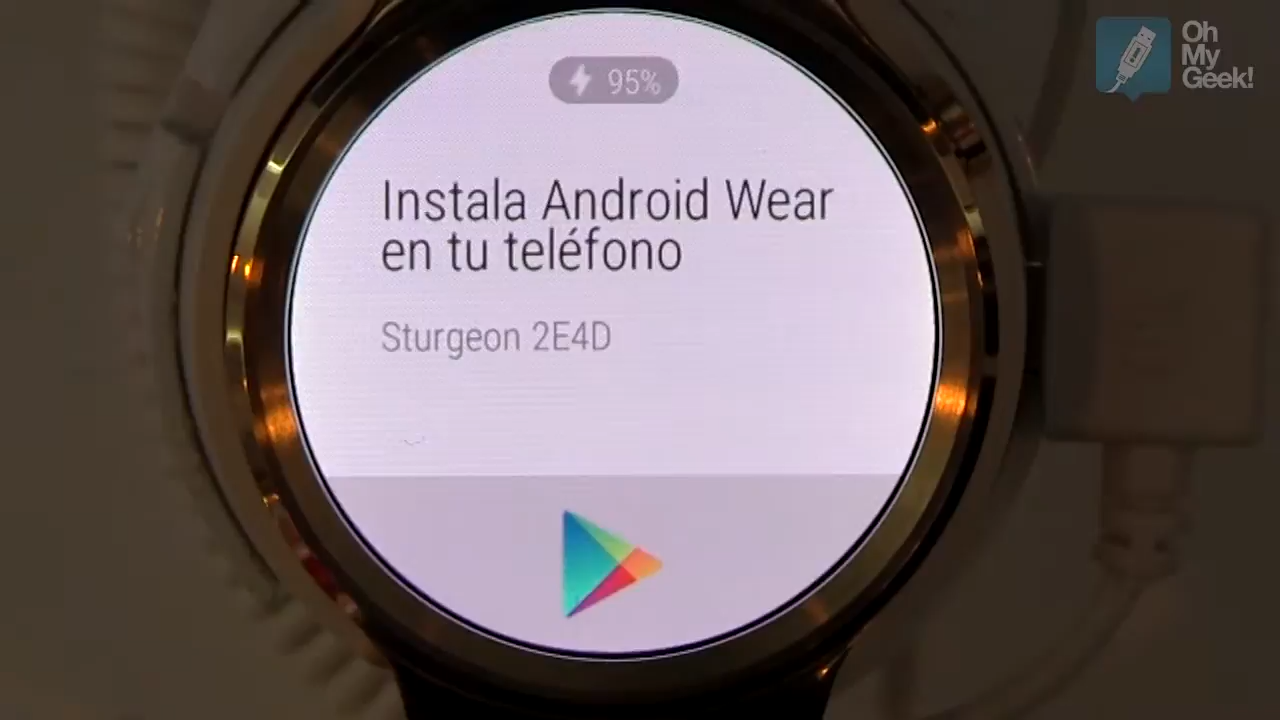 95%
Instala Android Wear
en tu teléfono
Sturgeon 2E4D
Oh
My
Geek!